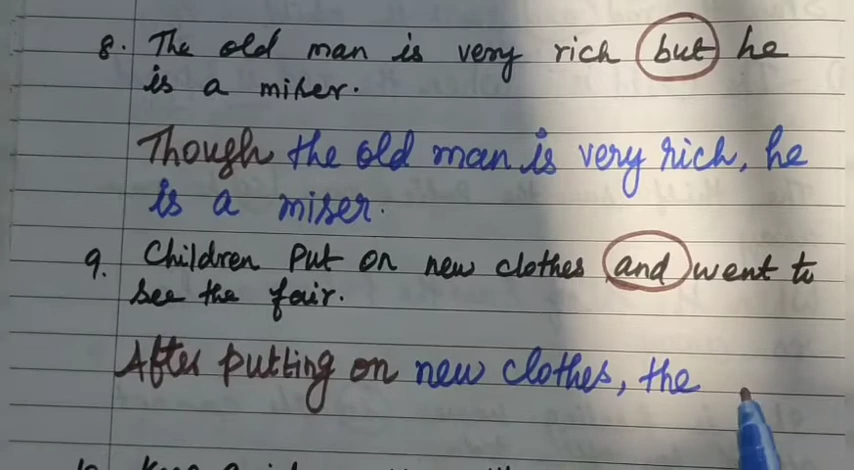 8. The old man is very rich but he
is a miser.
Though the old man is very rich, he
is a miser.
9. Children put on new clothes and went to
see the fair.
After putting on new clothes, the